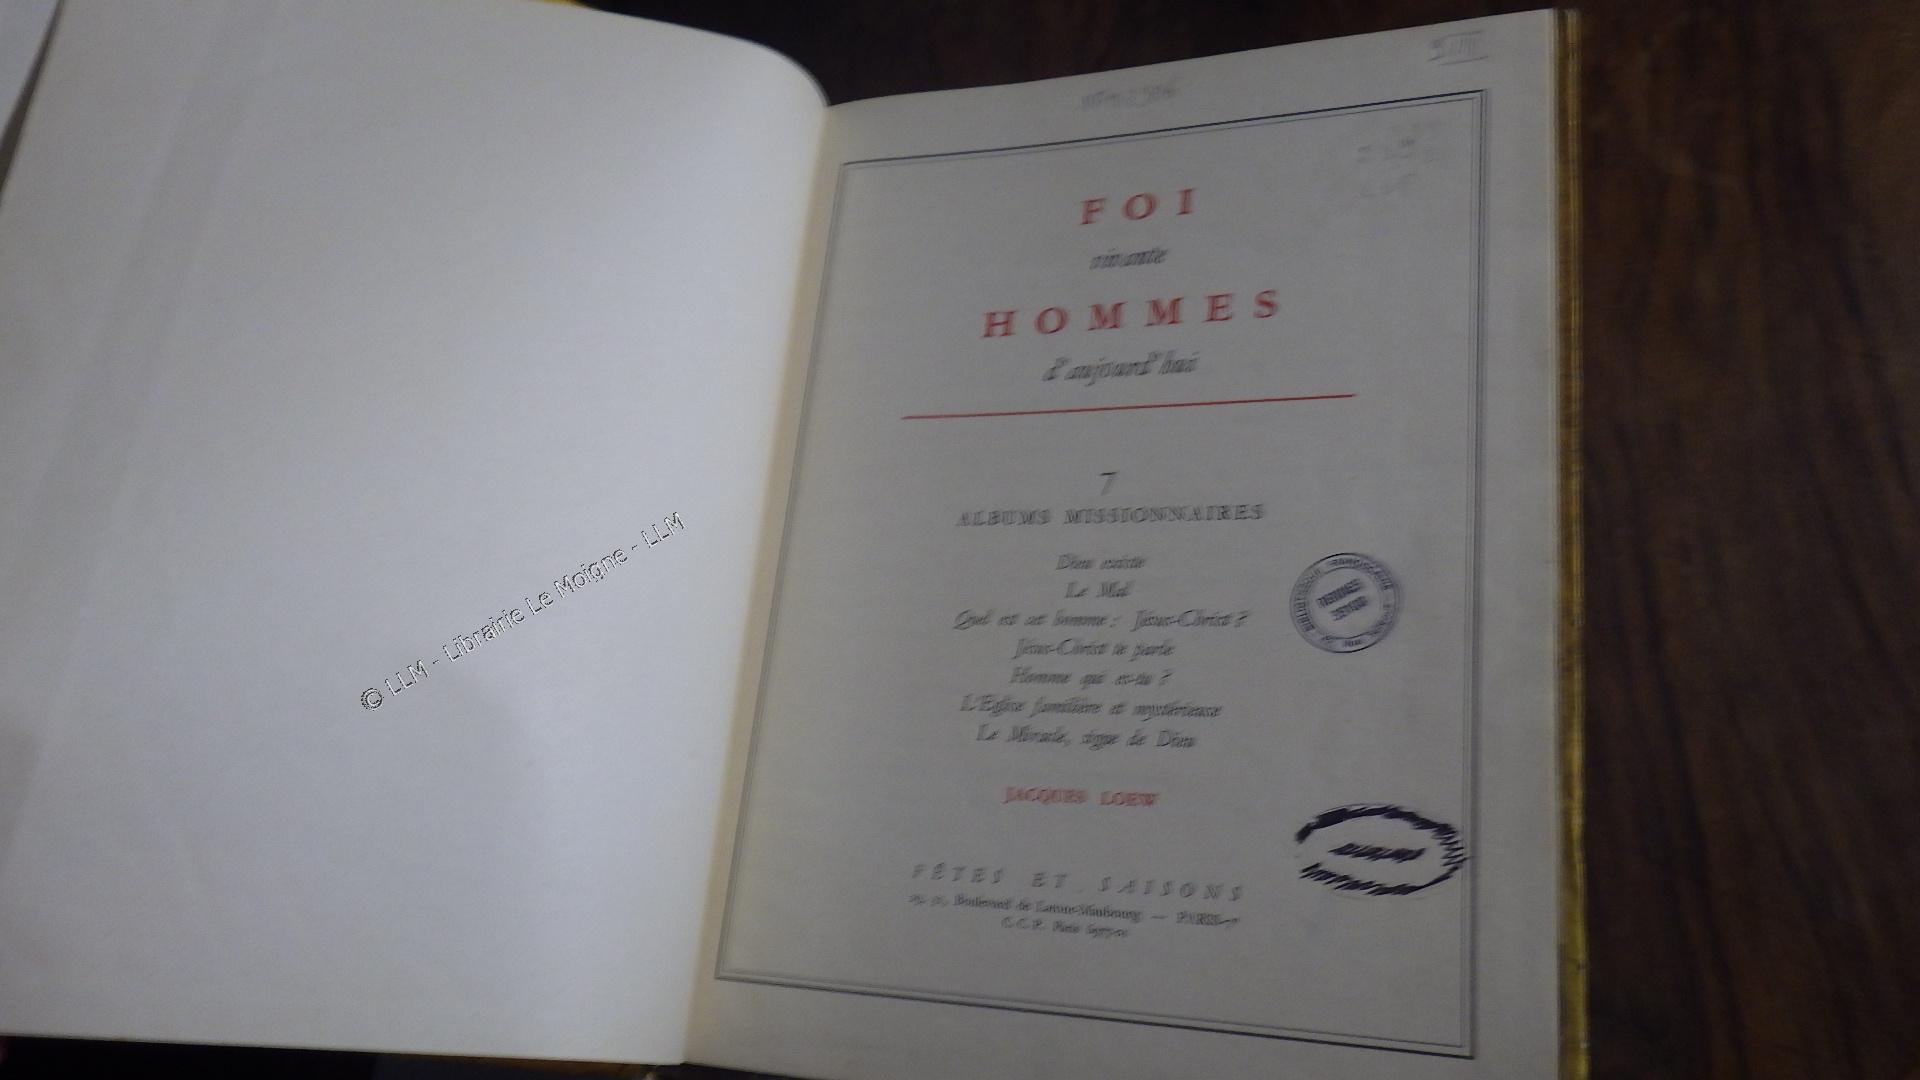 © LLM - Librairie Le Moigne - LLM
FOI
vivante
HOMMES
d'aujourd'hui
7
ALBUMS MISSIONNAIRES
Dieu existe
Le Mal
Quel est cet homme : Jésus-Christ ?
Jésus-Christ te parle
Homme qui es-tu ?
L'Eglise familière et mystérieuse
Le Miracle, signe de Dieu
JACQUES LOEW
FÊTES ET SAISONS
Boulevard de Latour-Maubourg — PARIS-7
C. C. P. Paris